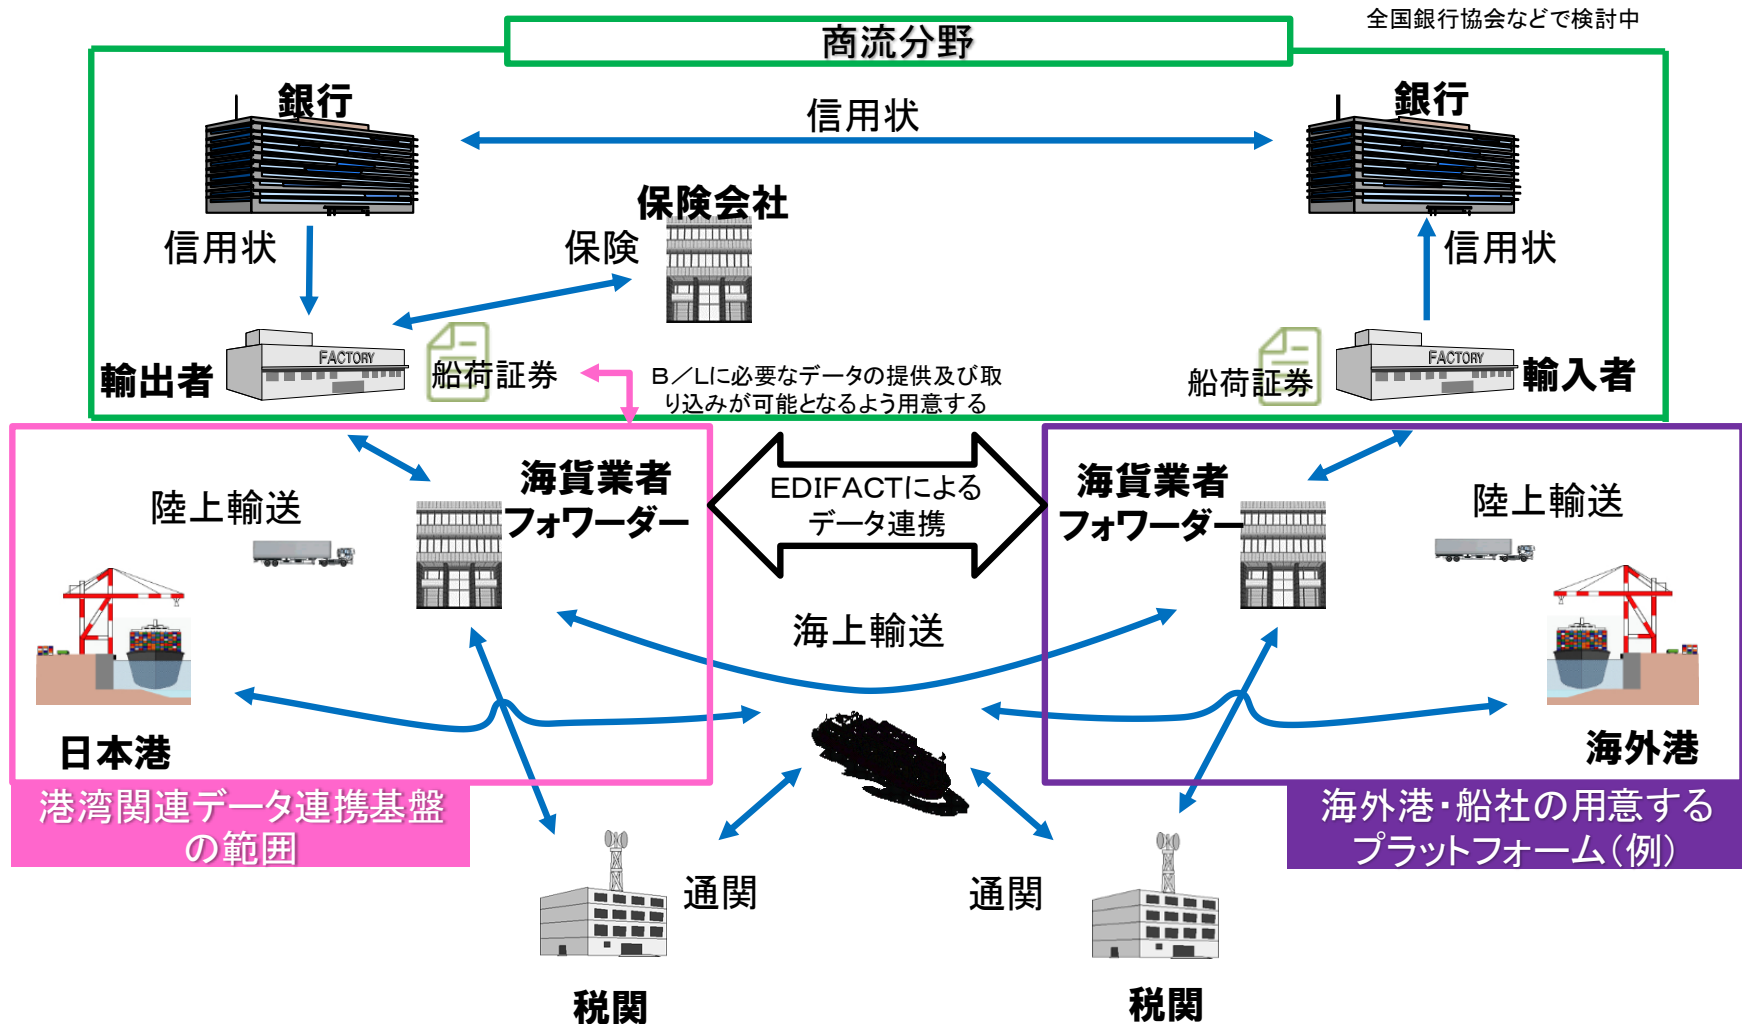 全国銀行協会などで検討中
商流分野
銀行
銀行
信用状
保険会社
信用状
保険
信用状
FACTORY
輸出者
船荷証券
B／Lに必要なデータの提供及び取
り込みが可能となるよう用意する
FACTORY
船荷証券
輸入者
海貨業者
フォワーダー
陸上輸送
EDIFACTによる
データ連携
海貨業者
フォワーダー
陸上輸送
海上輸送
日本港
海外港
港湾関連データ連携基盤
の範囲
海外港・船社の用意する
プラットフォーム（例）
通関
通関
税関
税関